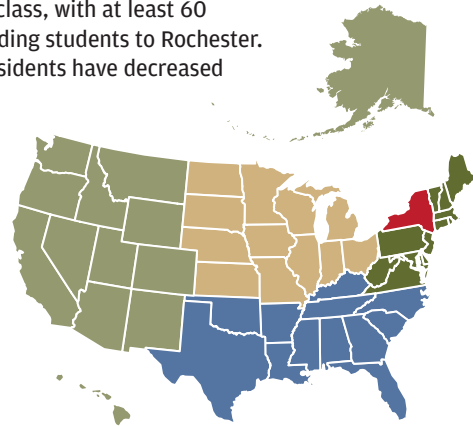 class, with at least 60
ding students to Rochester.
sidents have decreased